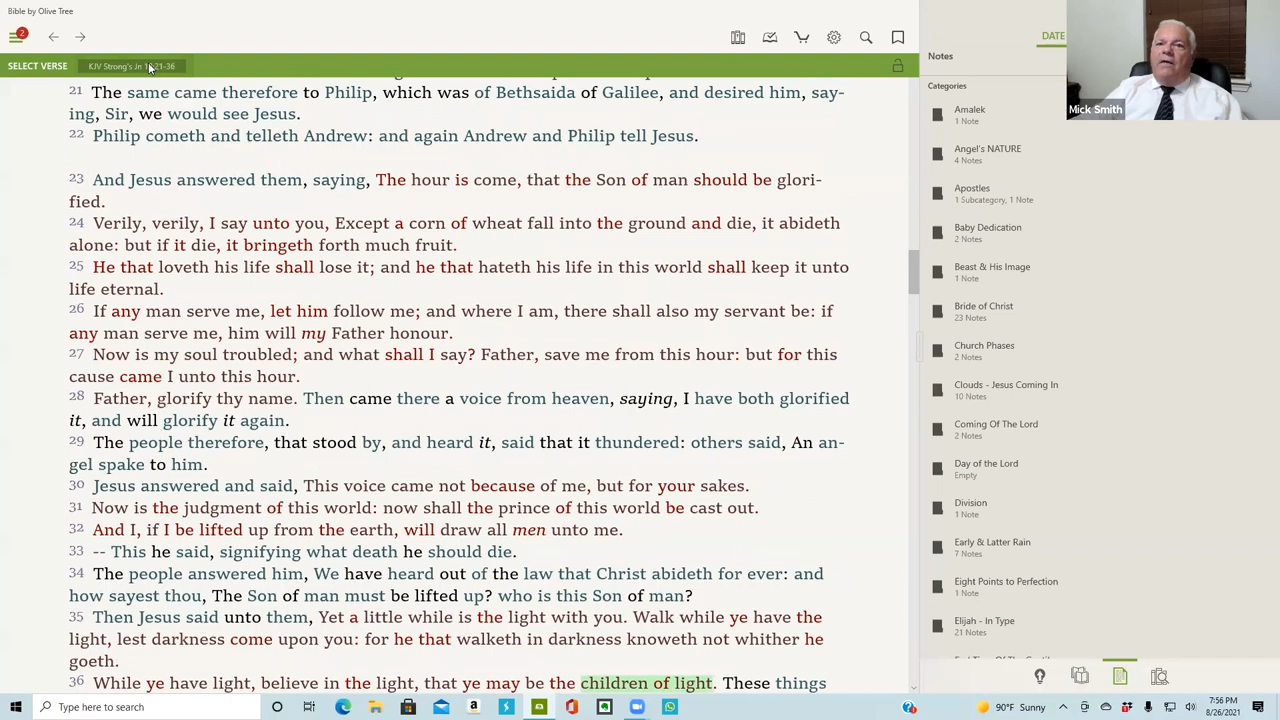 Bible by Olive Tree
2
SELECT VERSE
KJV Strong's Jn 21-36
21 The same came therefore to Philip, which was of Bethsaida of Galilee, and desired him, say-
ing, Sir, we would see Jesus.
22 Philip cometh and telleth Andrew: and again Andrew and Philip tell Jesus.
23 And Jesus answered them, saying, The hour is come, that the Son of man should be glori-
fied.
24 Verily, verily, I say unto you, Except a corn of wheat fall into the ground and die, it abideth
alone: but if it die, it bringeth forth much fruit.
25 He that loveth his life shall lose it; and he that hateth his life in this world shall keep it unto
life eternal.
26 If any man serve me, let him follow me; and where I am, there shall also my servant be: if
any man serve me, him will my Father honour.
27 Now is my soul troubled; and what shall I say? Father, save me from this hour: but for this
cause came I unto this hour.
28 Father, glorify thy name. Then came there a voice from heaven, saying, I have both glorified
it, and will glorify it again.
29 The people therefore, that stood by, and heard it, said that it thundered: others said, An an-
gel spake to him.
30 Jesus answered and said, This voice came not because of me, but for your sakes.
31 Now is the judgment of this world: now shall the prince of this world be cast out.
32 And I, if I be lifted up from the earth, will draw all men unto me.
33 -- This he said, signifying what death he should die.
34 The people answered him, We have heard out of the law that Christ abideth for ever: and
how sayest thou, The Son of man must be lifted up? who is this Son of man?
35 Then Jesus said unto them, Yet a little while is the light with you. Walk while ye have the
light, lest darkness come upon you: for he that walketh in darkness knoweth not whither he
goeth.
36 While ye have light, believe in the light, that ye may be the children of light. These things
DATE
Notes
Categories
Amalek
1 Note
Angel's NATURE
4 Notes
Apostles
1 Subcategory, 1 Note
Baby Dedication
2 Notes
Beast & His Image
1 Note
Bride of Christ
23 Notes
Church Phases
2 Notes
Clouds - Jesus Coming In
10 Notes
Coming Of The Lord
2 Notes
Day of the Lord
Empty
Division
1 Note
Early & Latter Rain
7 Notes
Eight Points to Perfection
1 Note
Elijah - In Type
21 Notes
Mick Smith
Type here to search
90°F Sunny
7:56 PM
8/26/2021